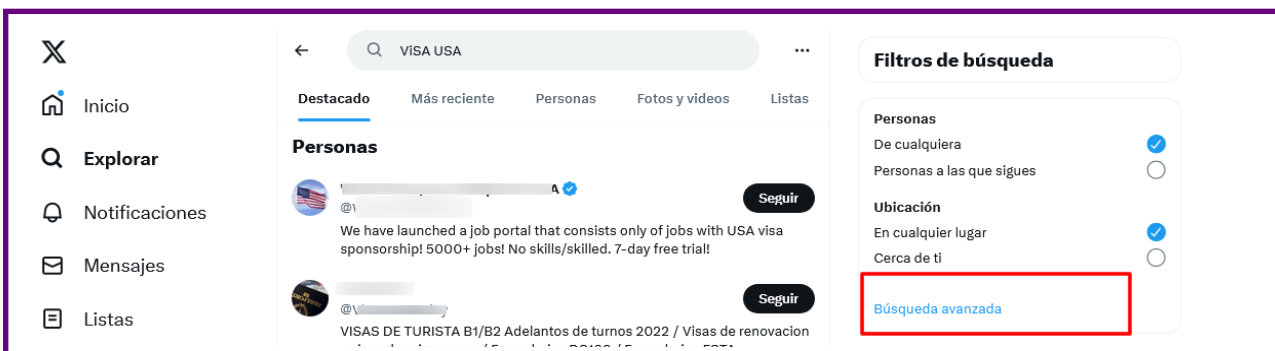 Inicio
Explorar
Notificaciones
Mensajes
Listas
ViSA USA
Destacado Más reciente Personas Fotos y videos Listas
Personas
A
Seguir
We have launched a job portal that consists only of jobs with USA visa
sponsorship! 5000+ jobs! No skills/skilled. 7-day free trial!
Seguir
VISAS DE TURISTA B1/B2 Adelantos de turnos 2022 / Visas de renovacion
Filtros de búsqueda
Personas
De cualquiera
Personas a las que sigues
Ubicación
En cualquier lugar
Cerca de ti
Búsqueda avanzada